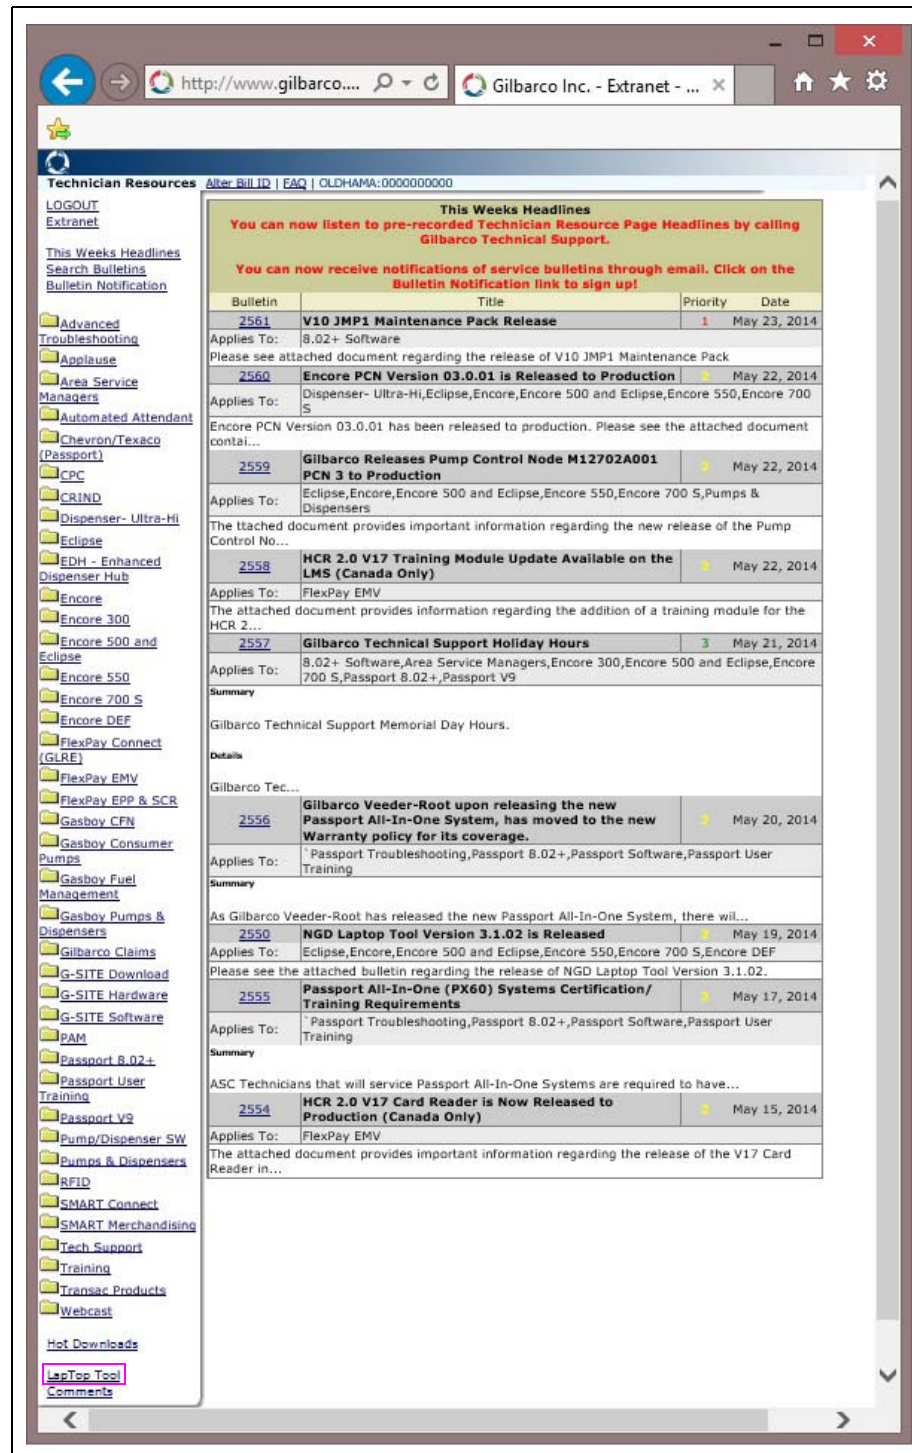 http://www.gilbarco....
Gilbarco Inc. - Extranet - ...
Technician Resources
Alter Bill ID | FAQ | OLDHAMA:0000000000
LOGOUT
Extranet
This Weeks Headlines
Search Bulletins
Bulletin Notification
Advanced
Troubleshooting
Applause
Area Service
Managers
Automated Attendant
Chevron/Texaco
(Passport)
CPC
CRIND
Dispenser- Ultra-Hi
Eclipse
EDH - Enhanced
Dispenser Hub
Encore
Encore 300
Encore 500 and
Eclipse
Encore 550
Encore 700 S
Encore DEF
FlexPay Connect
(GLRE)
FlexPay EMV
FlexPay EPP & SCR
Gasboy CFN
Gasboy Consumer
Pumps
Gasboy Fuel
Management
Gasboy Pumps &
Dispensers
Gilbarco Claims
G-SITE Download
G-SITE Hardware
G-SITE Software
PAM
Passport 8.02+
Passport User
Training
Passport V9
Pump/Dispenser SW
Pumps & Dispensers
RFID
SMART Connect
SMART Merchandising
Tech Support
Training
Transac Products
Webcast
Hot Downloads
LapTop Tool
Comments
This Weeks Headlines
You can now listen to pre-recorded Technician Resource Page Headlines by calling
Gilbarco Technical Support.
You can now receive notifications of service bulletins through email. Click on the
Bulletin Notification link to sign up!
Bulletin Title Priority Date
2561 V10 JMP1 Maintenance Pack Release 1 May 23, 2014
Applies To: 8.02+ Software
Please see attached document regarding the release of V10 JMP1 Maintenance Pack
2560 Encore PCN Version 03.0.01 is Released to Production 2 May 22, 2014
Applies To: Dispenser- Ultra-Hi,Eclipse,Encore,Encore 500 and Eclipse,Encore 550,Encore 700
S
Encore PCN Version 03.0.01 has been released to production. Please see the attached document
contai...
2559 Gilbarco Releases Pump Control Node M12702A001
PCN 3 to Production 2 May 22, 2014
Applies To: Eclipse,Encore,Encore 500 and Eclipse,Encore 550,Encore 700 S,Pumps &
Dispensers
The ttached document provides important information regarding the new release of the Pump
Control No...
2558 HCR 2.0 V17 Training Module Update Available on the
LMS (Canada Only) 2 May 22, 2014
Applies To: FlexPay EMV
The attached document provides information regarding the addition of a training module for the
HCR 2...
2557 Gilbarco Technical Support Holiday Hours 3 May 21, 2014
Applies To: 8.02+ Software,Area Service Managers,Encore 300,Encore 500 and Eclipse,Encore
700 S,Passport 8.02+,Passport V9
Summary
Gilbarco Technical Support Memorial Day Hours.
Details
Gilbarco Tec...
2556 Gilbarco Veeder-Root upon releasing the new
Passport All-In-One System, has moved to the new
Warranty policy for its coverage. 2 May 20, 2014
Applies To: `Passport Troubleshooting,Passport 8.02+,Passport Software,Passport User
Training
Summary
As Gilbarco Veeder-Root has released the new Passport All-In-One System, there wil...
2550 NGD Laptop Tool Version 3.1.02 is Released 2 May 19, 2014
Applies To: Eclipse,Encore,Encore 500 and Eclipse,Encore 550,Encore 700 S,Encore DEF
Please see the attached bulletin regarding the release of NGD Laptop Tool Version 3.1.02.
2555 Passport All-In-One (PX60) Systems Certification/
Training Requirements 2 May 17, 2014
Applies To: `Passport Troubleshooting,Passport 8.02+,Passport Software,Passport User
Training
Summary
ASC Technicians that will service Passport All-In-One Systems are required to have...
2554 HCR 2.0 V17 Card Reader is Now Released to
Production (Canada Only) 2 May 15, 2014
Applies To: FlexPay EMV
The attached document provides important information regarding the release of the V17 Card
Reader in...